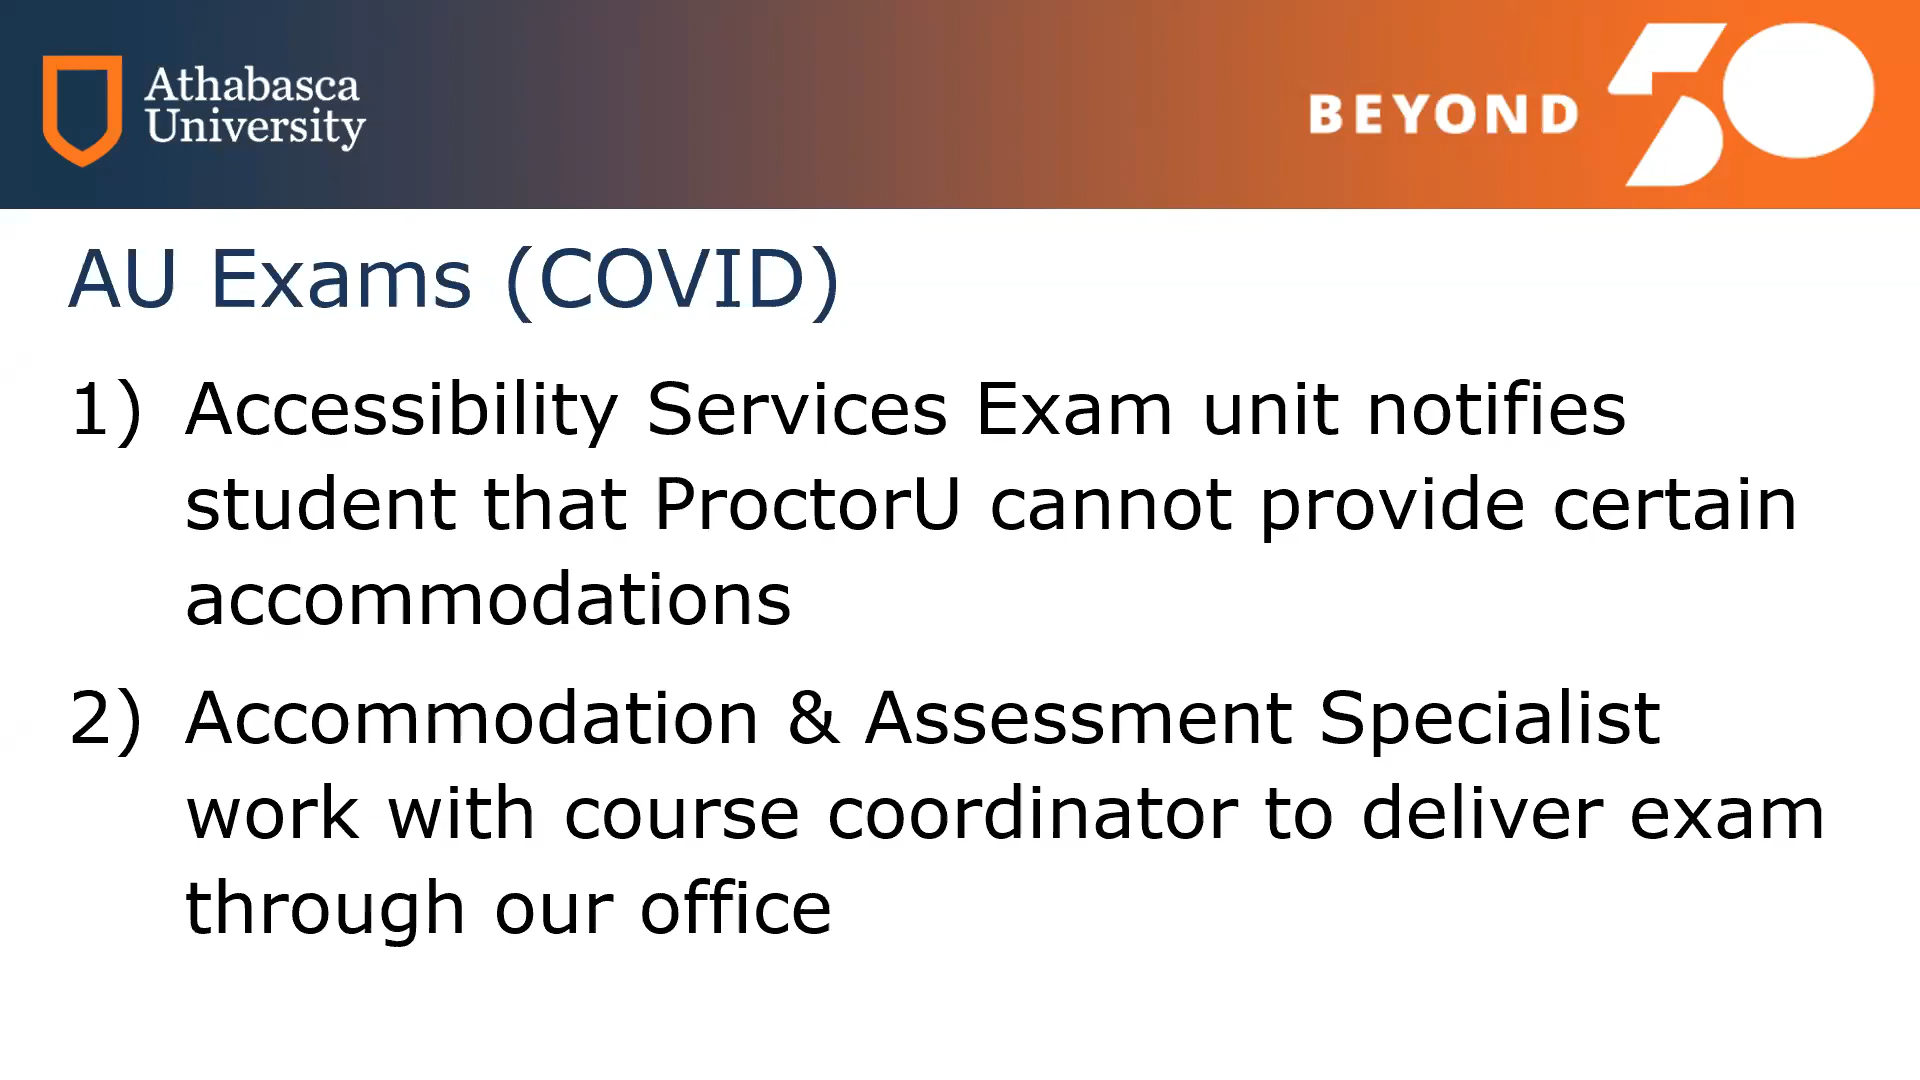 Athabasca
University
BEYOND 50
AU Exams (COVID)
1) Accessibility Services Exam unit notifies
student that ProctorU cannot provide certain
accommodations
2) Accommodation & Assessment Specialist
work with course coordinator to deliver exam
through our office